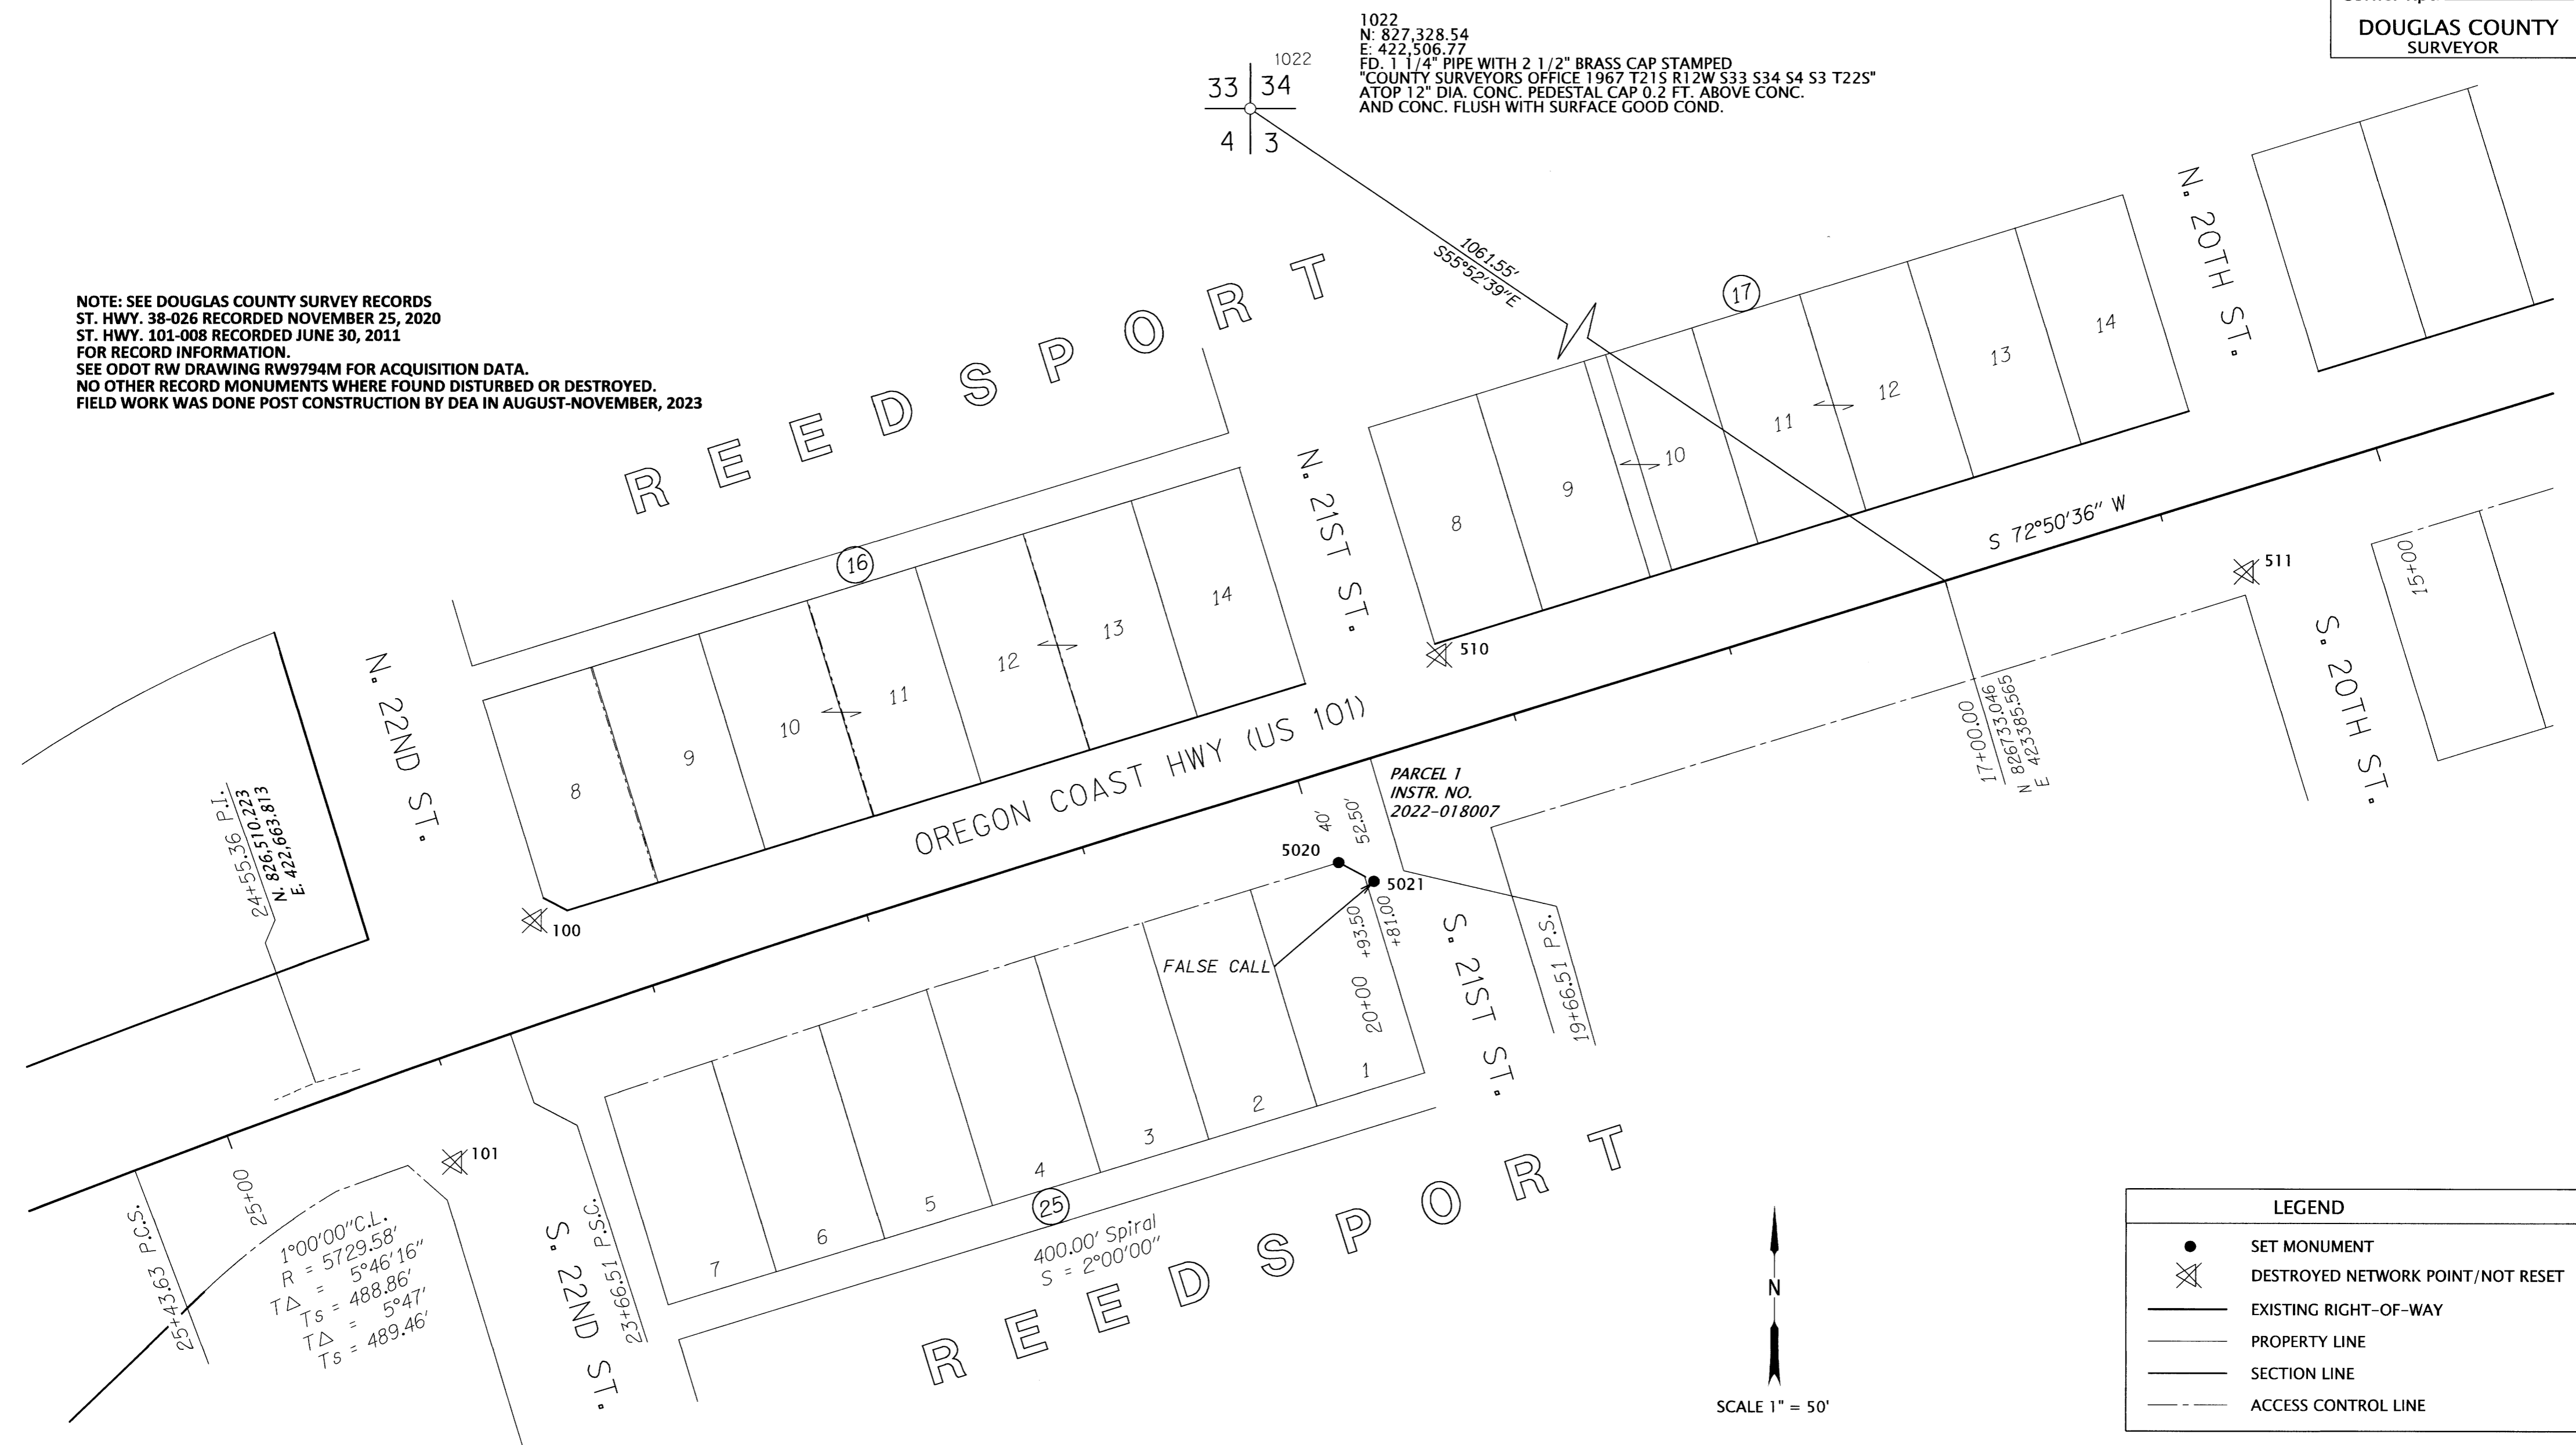 DOUGLAS COUNTY
SURVEYOR
1022
N: 827,328.54
E: 422,506.77
FD. 1 1/4" PIPE WITH 2 1/2" BRASS CAP STAMPED
"COUNTY SURVEYORS OFFICE 1967 T21S R12W S33 S34 S4 S3 T22S"
ATOP 12" DIA. CONC. PEDESTAL CAP 0.2 FT. ABOVE CONC.
AND CONC. FLUSH WITH SURFACE GOOD COND.
1022
33 34
4 3
1061.55'
S55°52'39"E
NOTE: SEE DOUGLAS COUNTY SURVEY RECORDS
ST. HWY. 38-026 RECORDED NOVEMBER 25, 2020
ST. HWY. 101-008 RECORDED JUNE 30, 2011
FOR RECORD INFORMATION.
SEE ODOT RW DRAWING RW9794M FOR ACQUISITION DATA.
NO OTHER RECORD MONUMENTS WHERE FOUND DISTURBED OR DESTROYED.
FIELD WORK WAS DONE POST CONSTRUCTION BY DEA IN AUGUST-NOVEMBER, 2023
REEDSPORT
17
8
9
10
11
12
13
14
N. 20TH ST.
N. 21ST ST.
S 72°50'36" W
511
15+00
S. 20TH ST.
510
16
8
9
10
11
12
13
14
N. 22ND ST.
OREGON COAST HWY (US 101)
17+00.00
N 826733.046
E 423385.565
PARCEL 1
INSTR. NO.
2022-018007
40'
52.50'
5020
5021
24+55.36 P.I.
N. 826,510.223
E. 422,663.813
100
FALSE CALL
+93.50
+81.00
20+00
S. 21ST ST.
19+66.51 P.S.
101
1
2
3
4
5
6
7
25
25+00
25+43.63 P.C.S.
1°00'00"C.L.
R = 5729.58'
T△ = 5°46'16"
Ts = 488.86'
T△ = 5°47'
Ts = 489.46'
S. 22ND ST.
23+66.51 P.S.C.
400.00' Spiral
S = 2°00'00"
REEDSPORT
N
SCALE 1" = 50'
LEGEND
SET MONUMENT
DESTROYED NETWORK POINT/NOT RESET
EXISTING RIGHT-OF-WAY
PROPERTY LINE
SECTION LINE
ACCESS CONTROL LINE